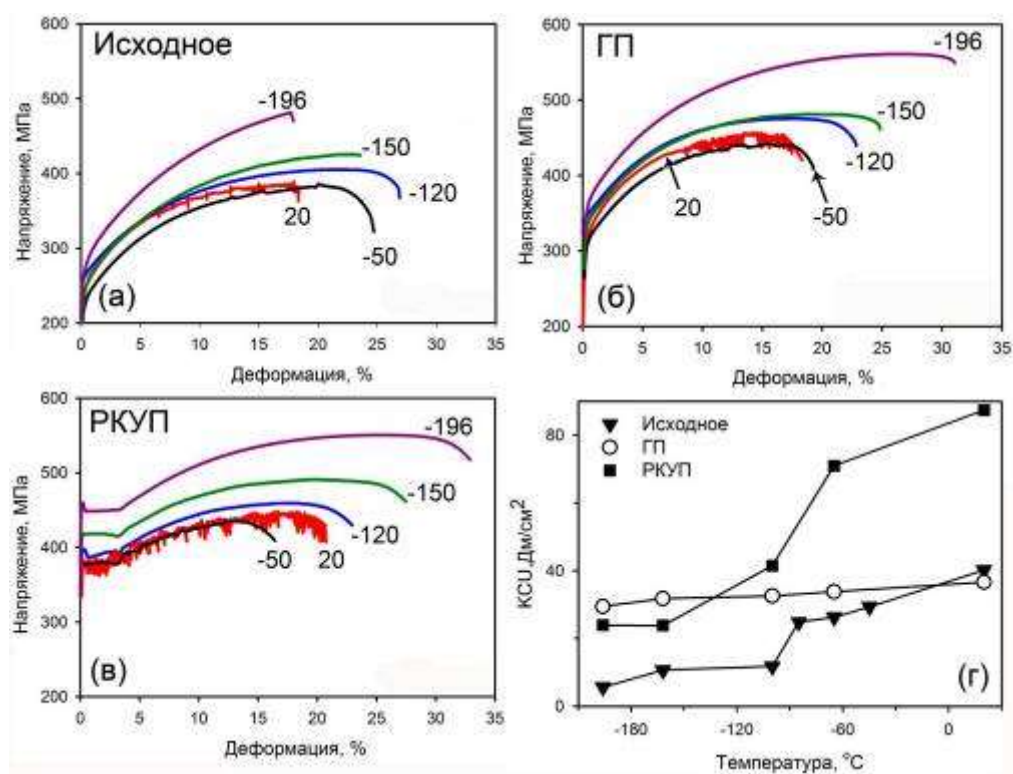 Исходное
600
500
400
300
200
Напряжение, МПа
-196
-150
-120
20
-50
(а)
0 5 10 15 20 25 30 35
Деформация, %
ГП
600
500
400
300
200
Напряжение, МПа
-196
-150
-120
20
-50
(б)
0 5 10 15 20 25 30 35
Деформация, %
РКУП
600
500
400
300
200
Напряжение, МПа
-196
-150
-120
-50
20
(в)
0 5 10 15 20 25 30 35
Деформация, %
Исходное
ГП
РКУП
80
40
0
KCU,Дм/см²
(г)
-180 -120 -60 0
Температура, °С